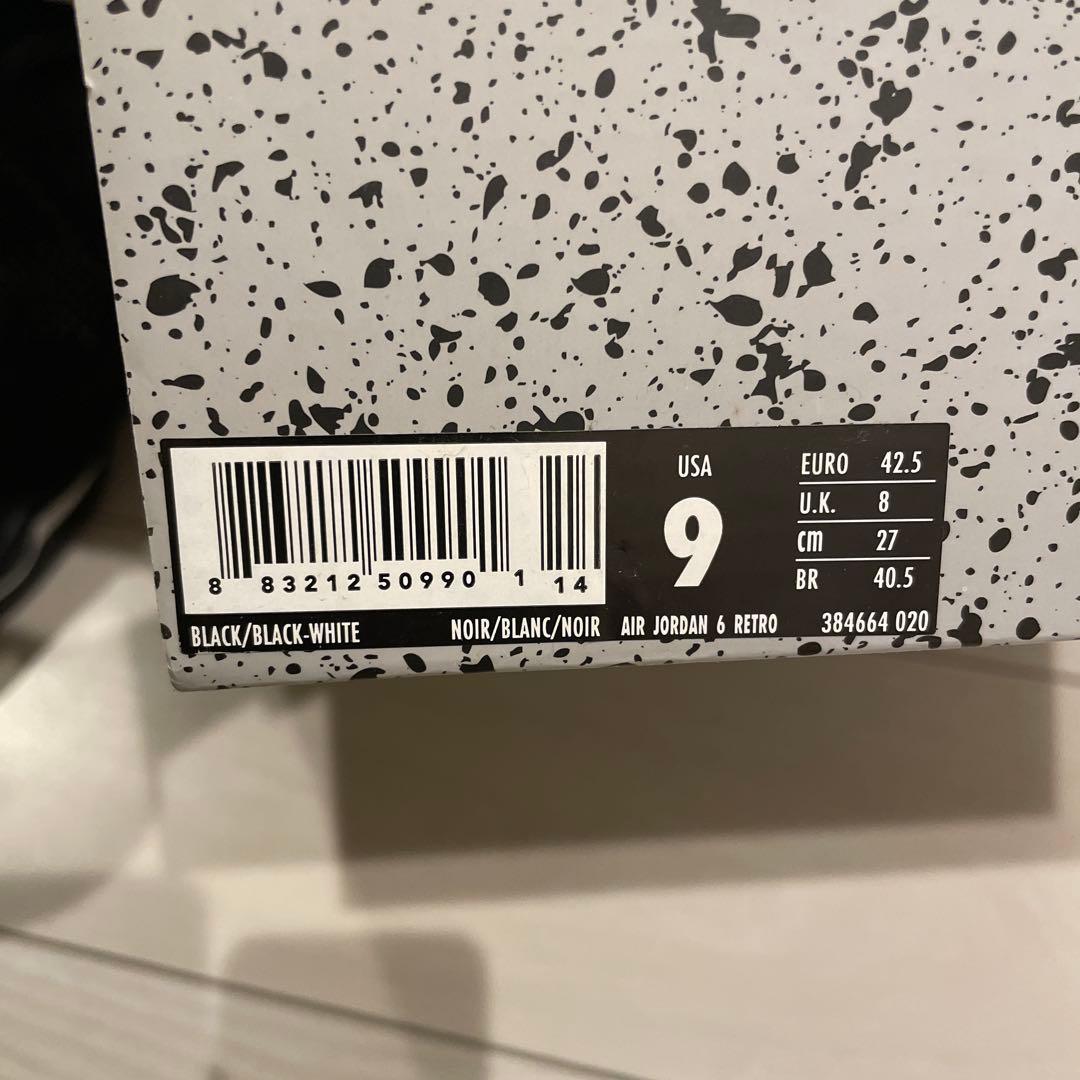 8 83212 50990 1 14
USA
9
EURO 42.5
U.K. 8
cm 27
BR 40.5
BLACK/BLACK-WHITE NOIR/BLANC/NOIR AIR JORDAN 6 RETRO 384664 020